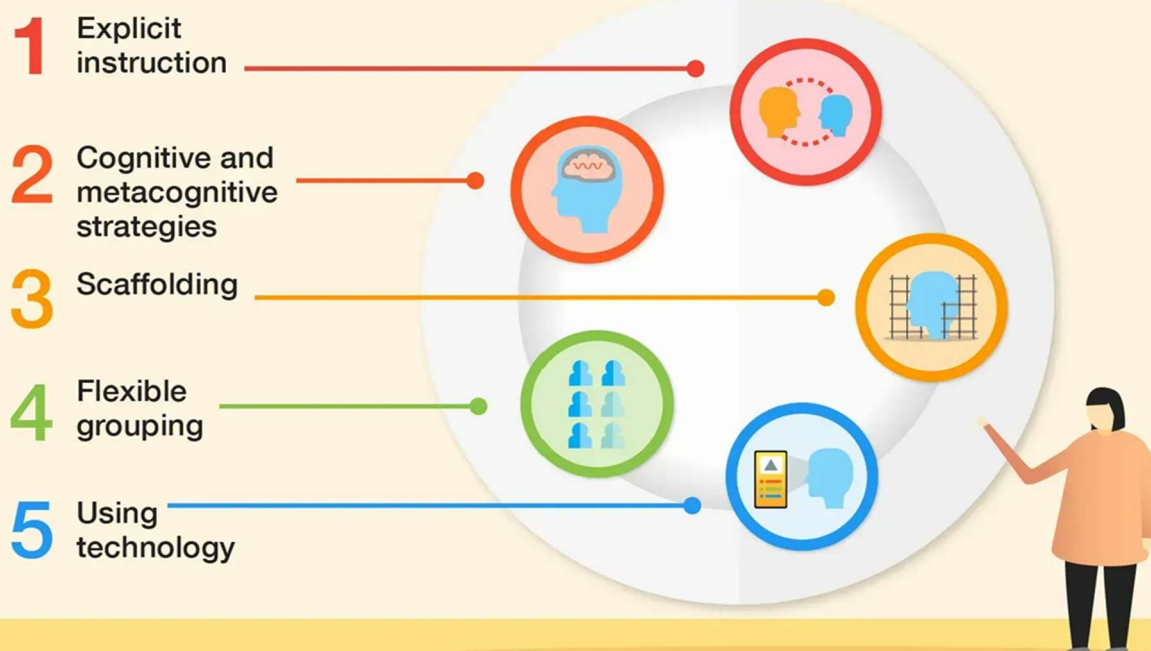 1 Explicit
instruction
2 Cognitive and
metacognitive
strategies
3 Scaffolding
4 Flexible
grouping
5 Using
technology